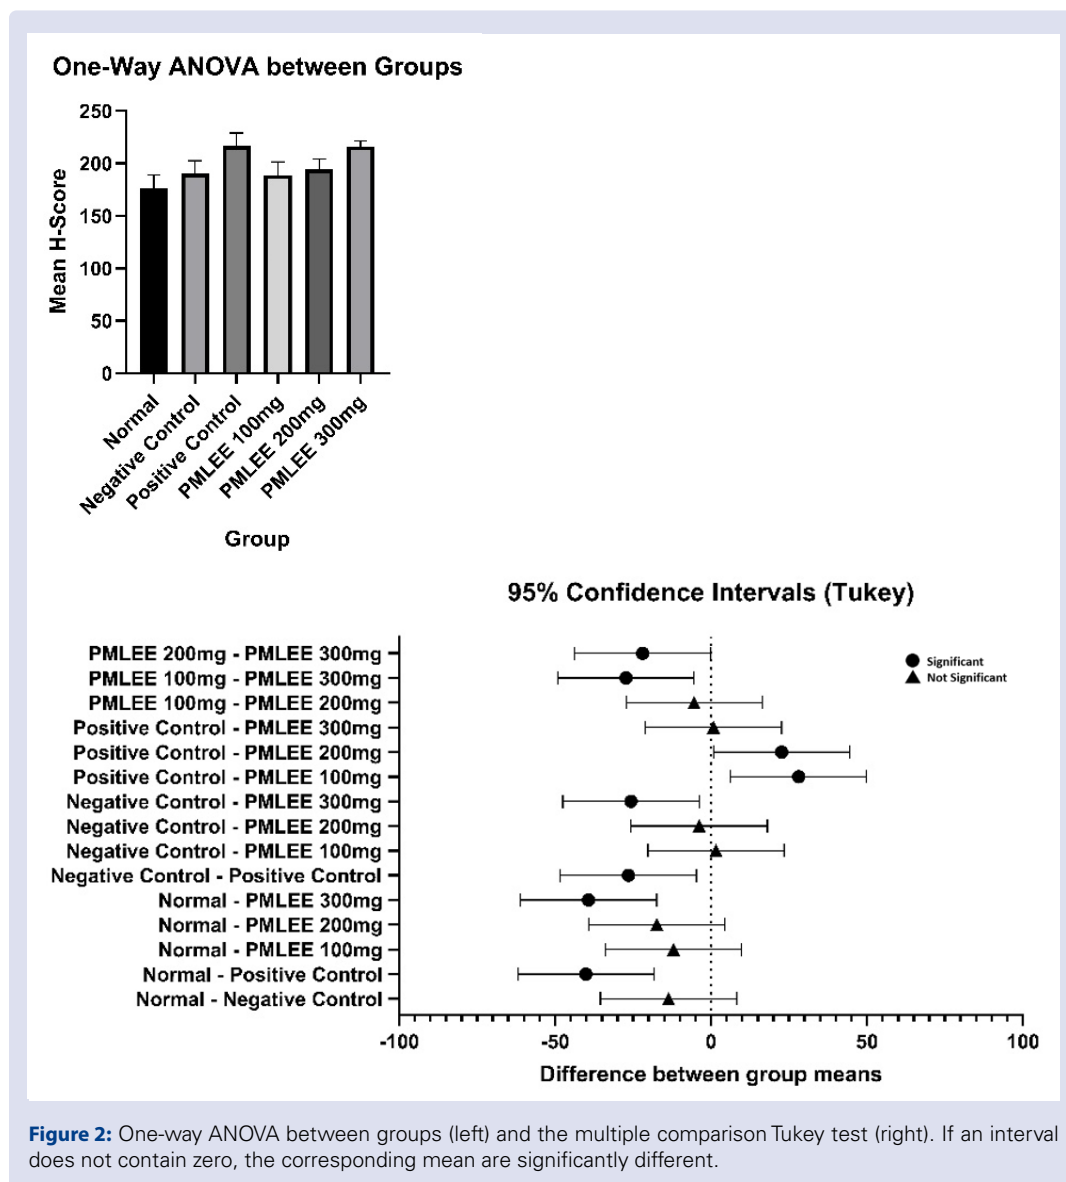 One-Way ANOVA between Groups
250
200
150
100
50
0
Mean H-Score
Normal
Negative Control
Positive Control
PMLEE 100mg
PMLEE 200mg
PMLEE 300mg
Group
95% Confidence Intervals (Tukey)
PMLEE 200mg - PMLEE 300mg
PMLEE 100mg - PMLEE 300mg
PMLEE 100mg - PMLEE 200mg
Positive Control - PMLEE 300mg
Positive Control - PMLEE 200mg
Positive Control - PMLEE 100mg
Negative Control - PMLEE 300mg
Negative Control - PMLEE 200mg
Negative Control - PMLEE 100mg
Negative Control - Positive Control
Normal - PMLEE 300mg
Normal - PMLEE 200mg
Normal - PMLEE 100mg
Normal - Positive Control
Normal - Negative Control
Significant
Not Significant
-100 -50 0 50 100
Difference between group means
Figure 2: One-way ANOVA between groups (left) and the multiple comparison Tukey test (right). If an interval
does not contain zero, the corresponding mean are significantly different.